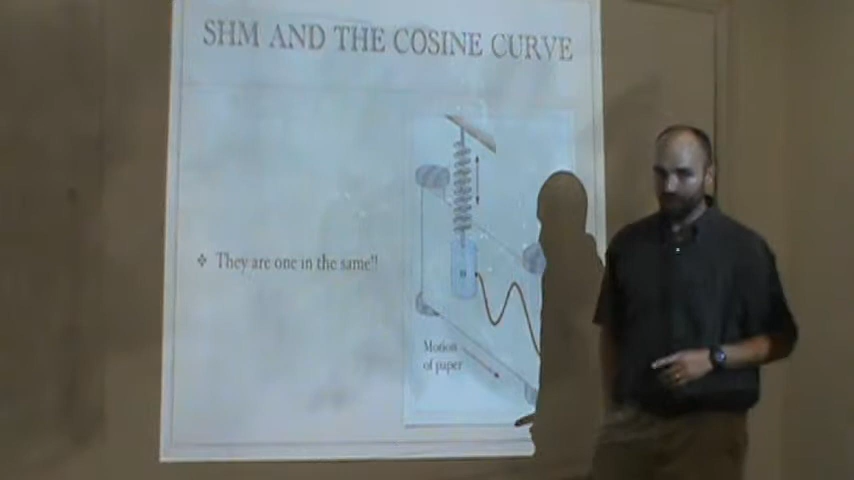 SHM AND THE COSINE CURVE
They are one in the same!!
Motion
of paper